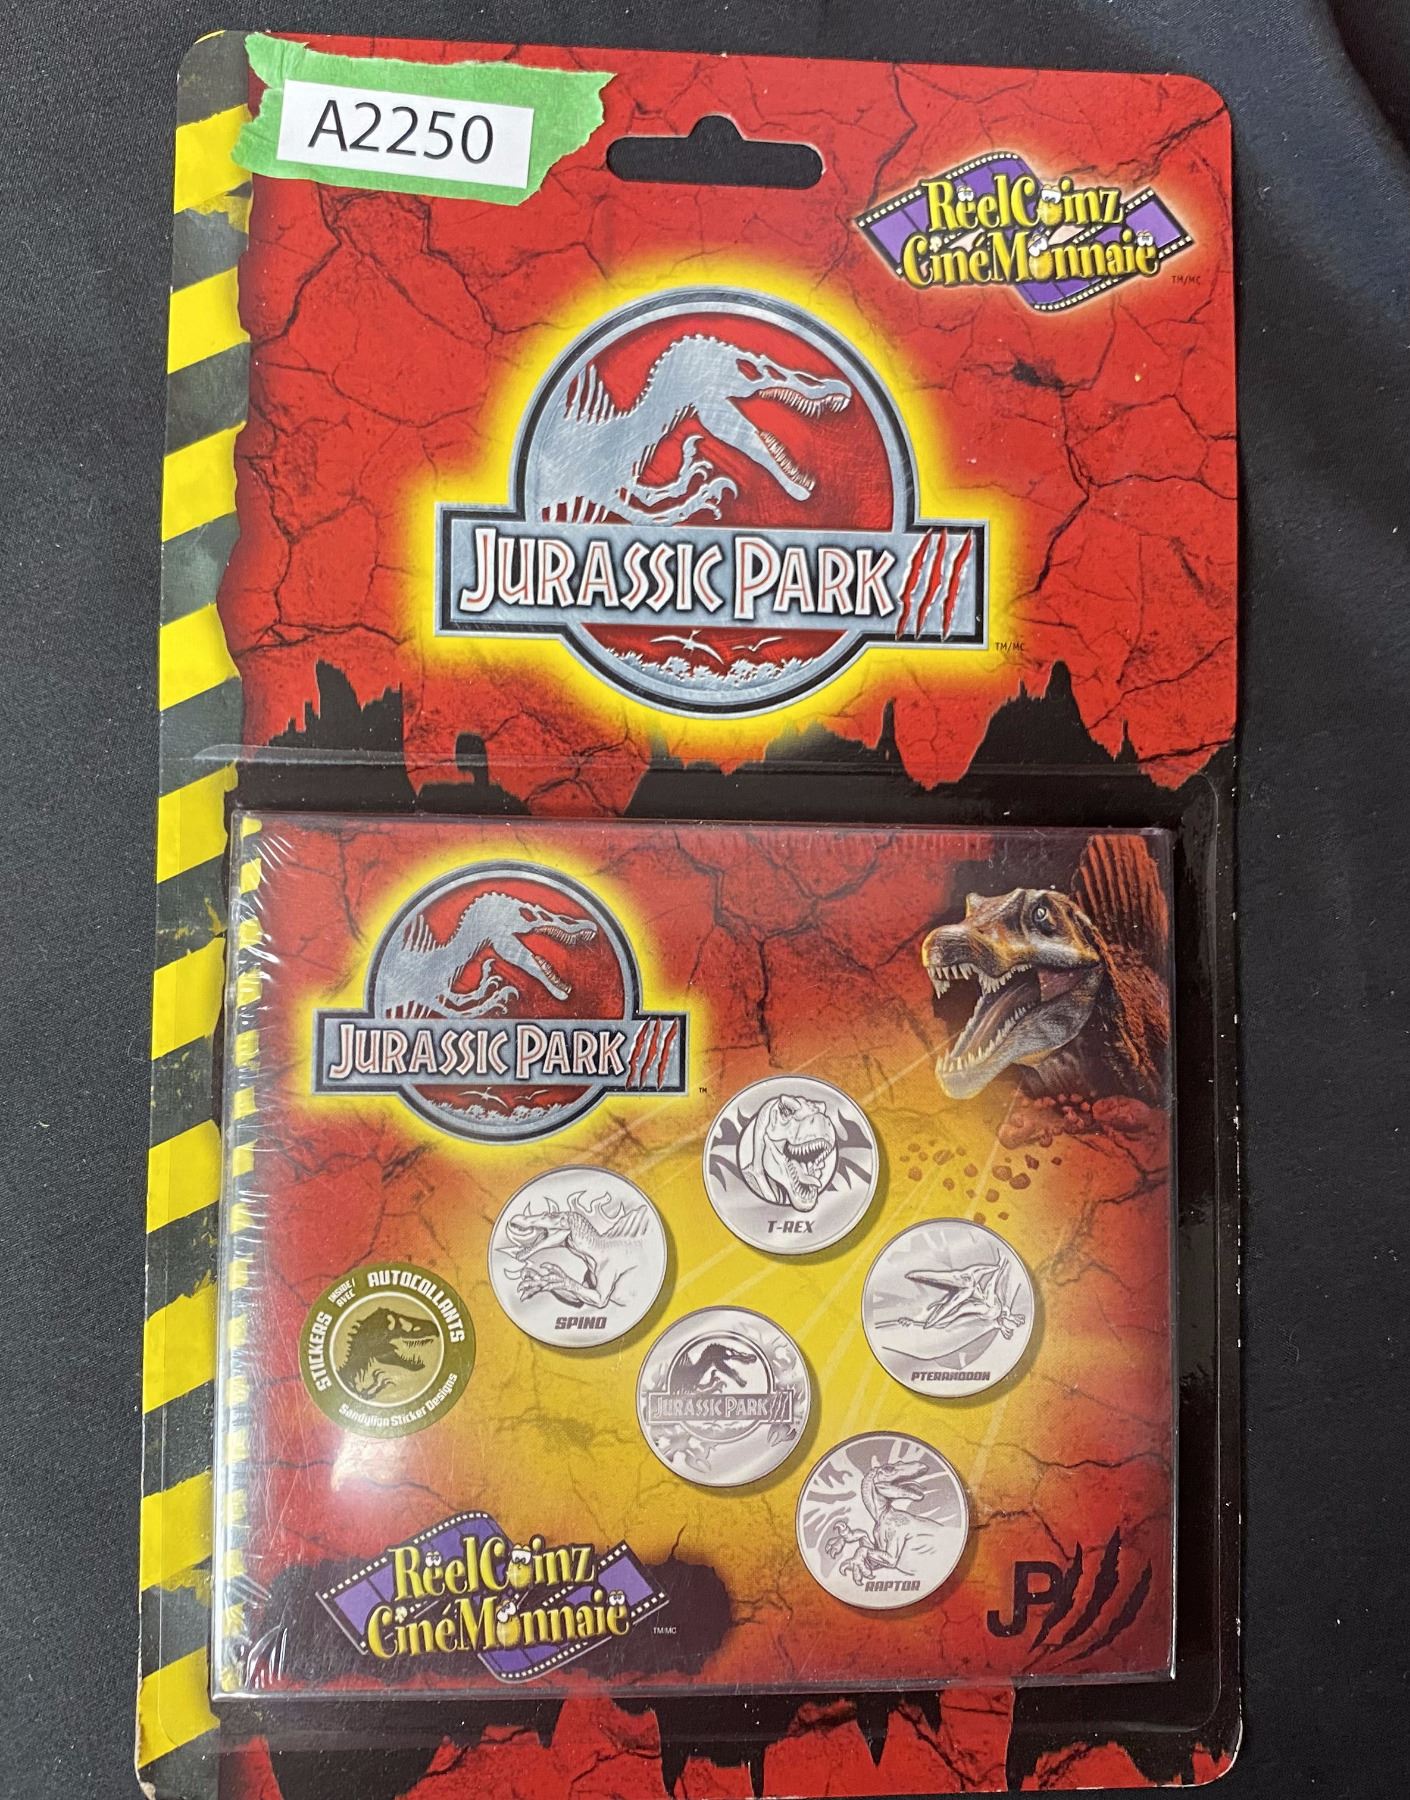 A2250
ReelCoinz
CinéMonnaie
TM/MC
JURASSIC PARK III
TM/MC
JURASSIC PARK III
TM
T-REX
SPINO
PTERANODON
JURASSIC PARK III
RAPTOR
STICKERS INSIDE / AVEC AUTOCOLLANTS
Sandylion Sticker Designs
ReelCoinz
CinéMonnaie
TM/MC
JP III